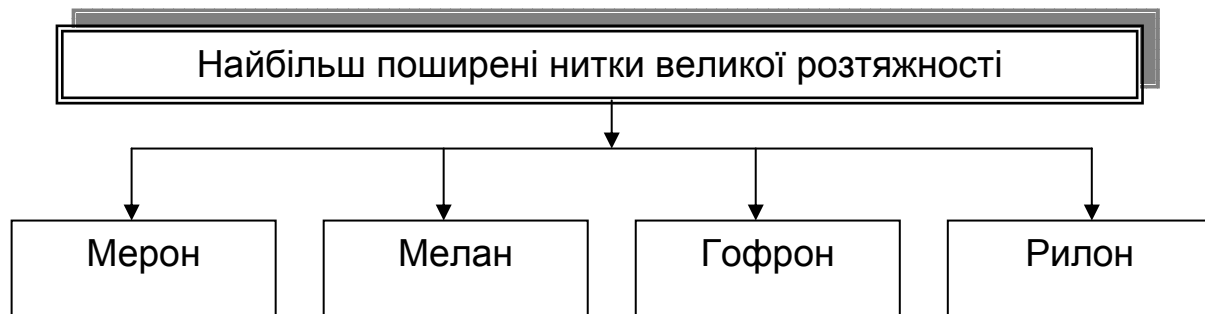 Найбільш поширені нитки великої розтяжності
Мерон
Мелан
Гофрон
Рилон